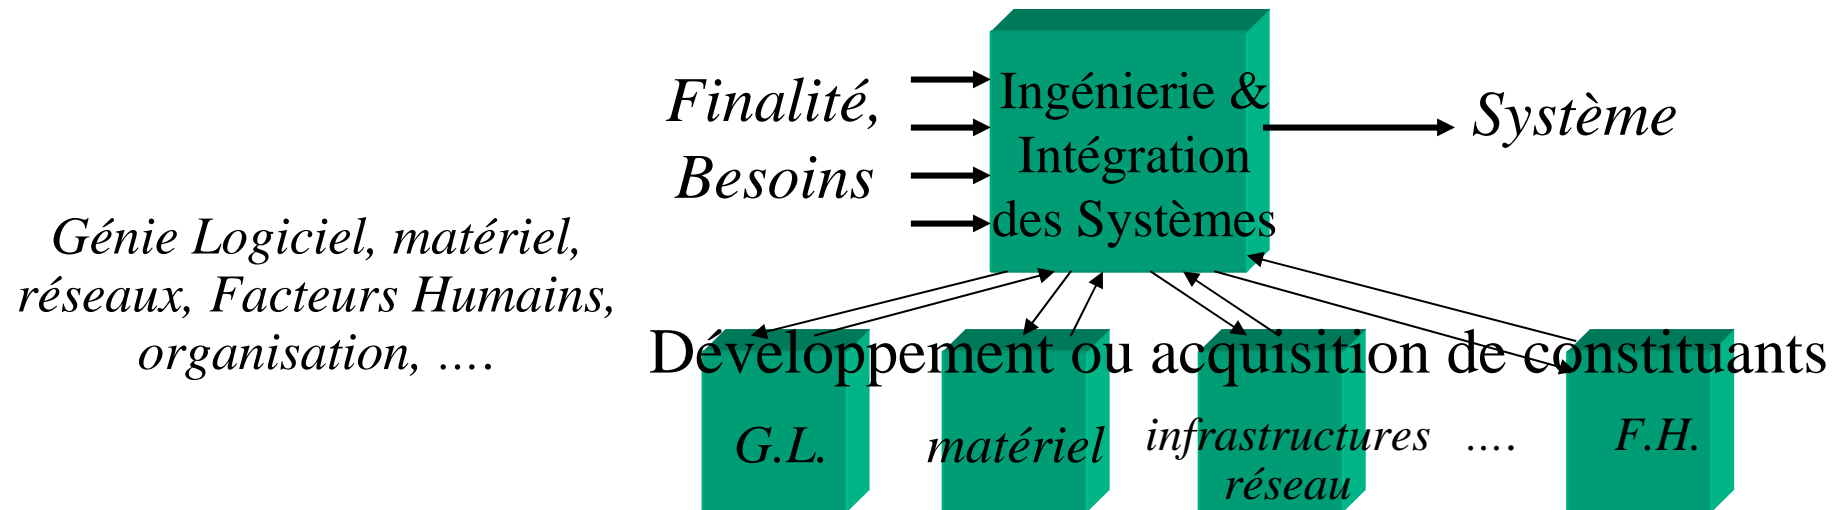 Finalité,
Besoins
Ingénierie &
Intégration
des Systèmes
Système
Génie Logiciel, matériel,
réseaux, Facteurs Humains,
organisation, ….
Développement ou acquisition de constituants
G.L.
matériel
infrastructures
réseau
….
F.H.